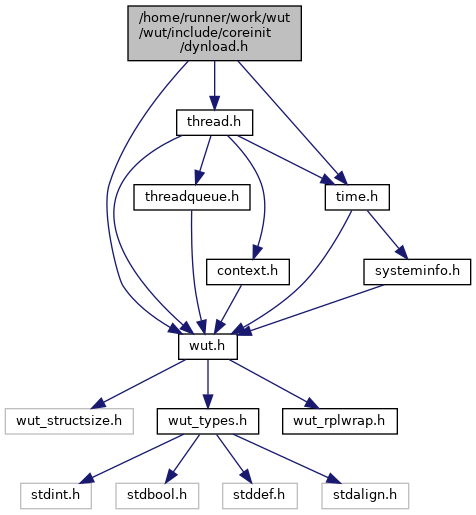 /home/runner/work/wut
/wut/include/coreinit
/dynload.h
thread.h
threadqueue.h
time.h
context.h
systeminfo.h
wut.h
wut_structsize.h
wut_types.h
wut_rplwrap.h
stdint.h
stdbool.h
stddef.h
stdalign.h